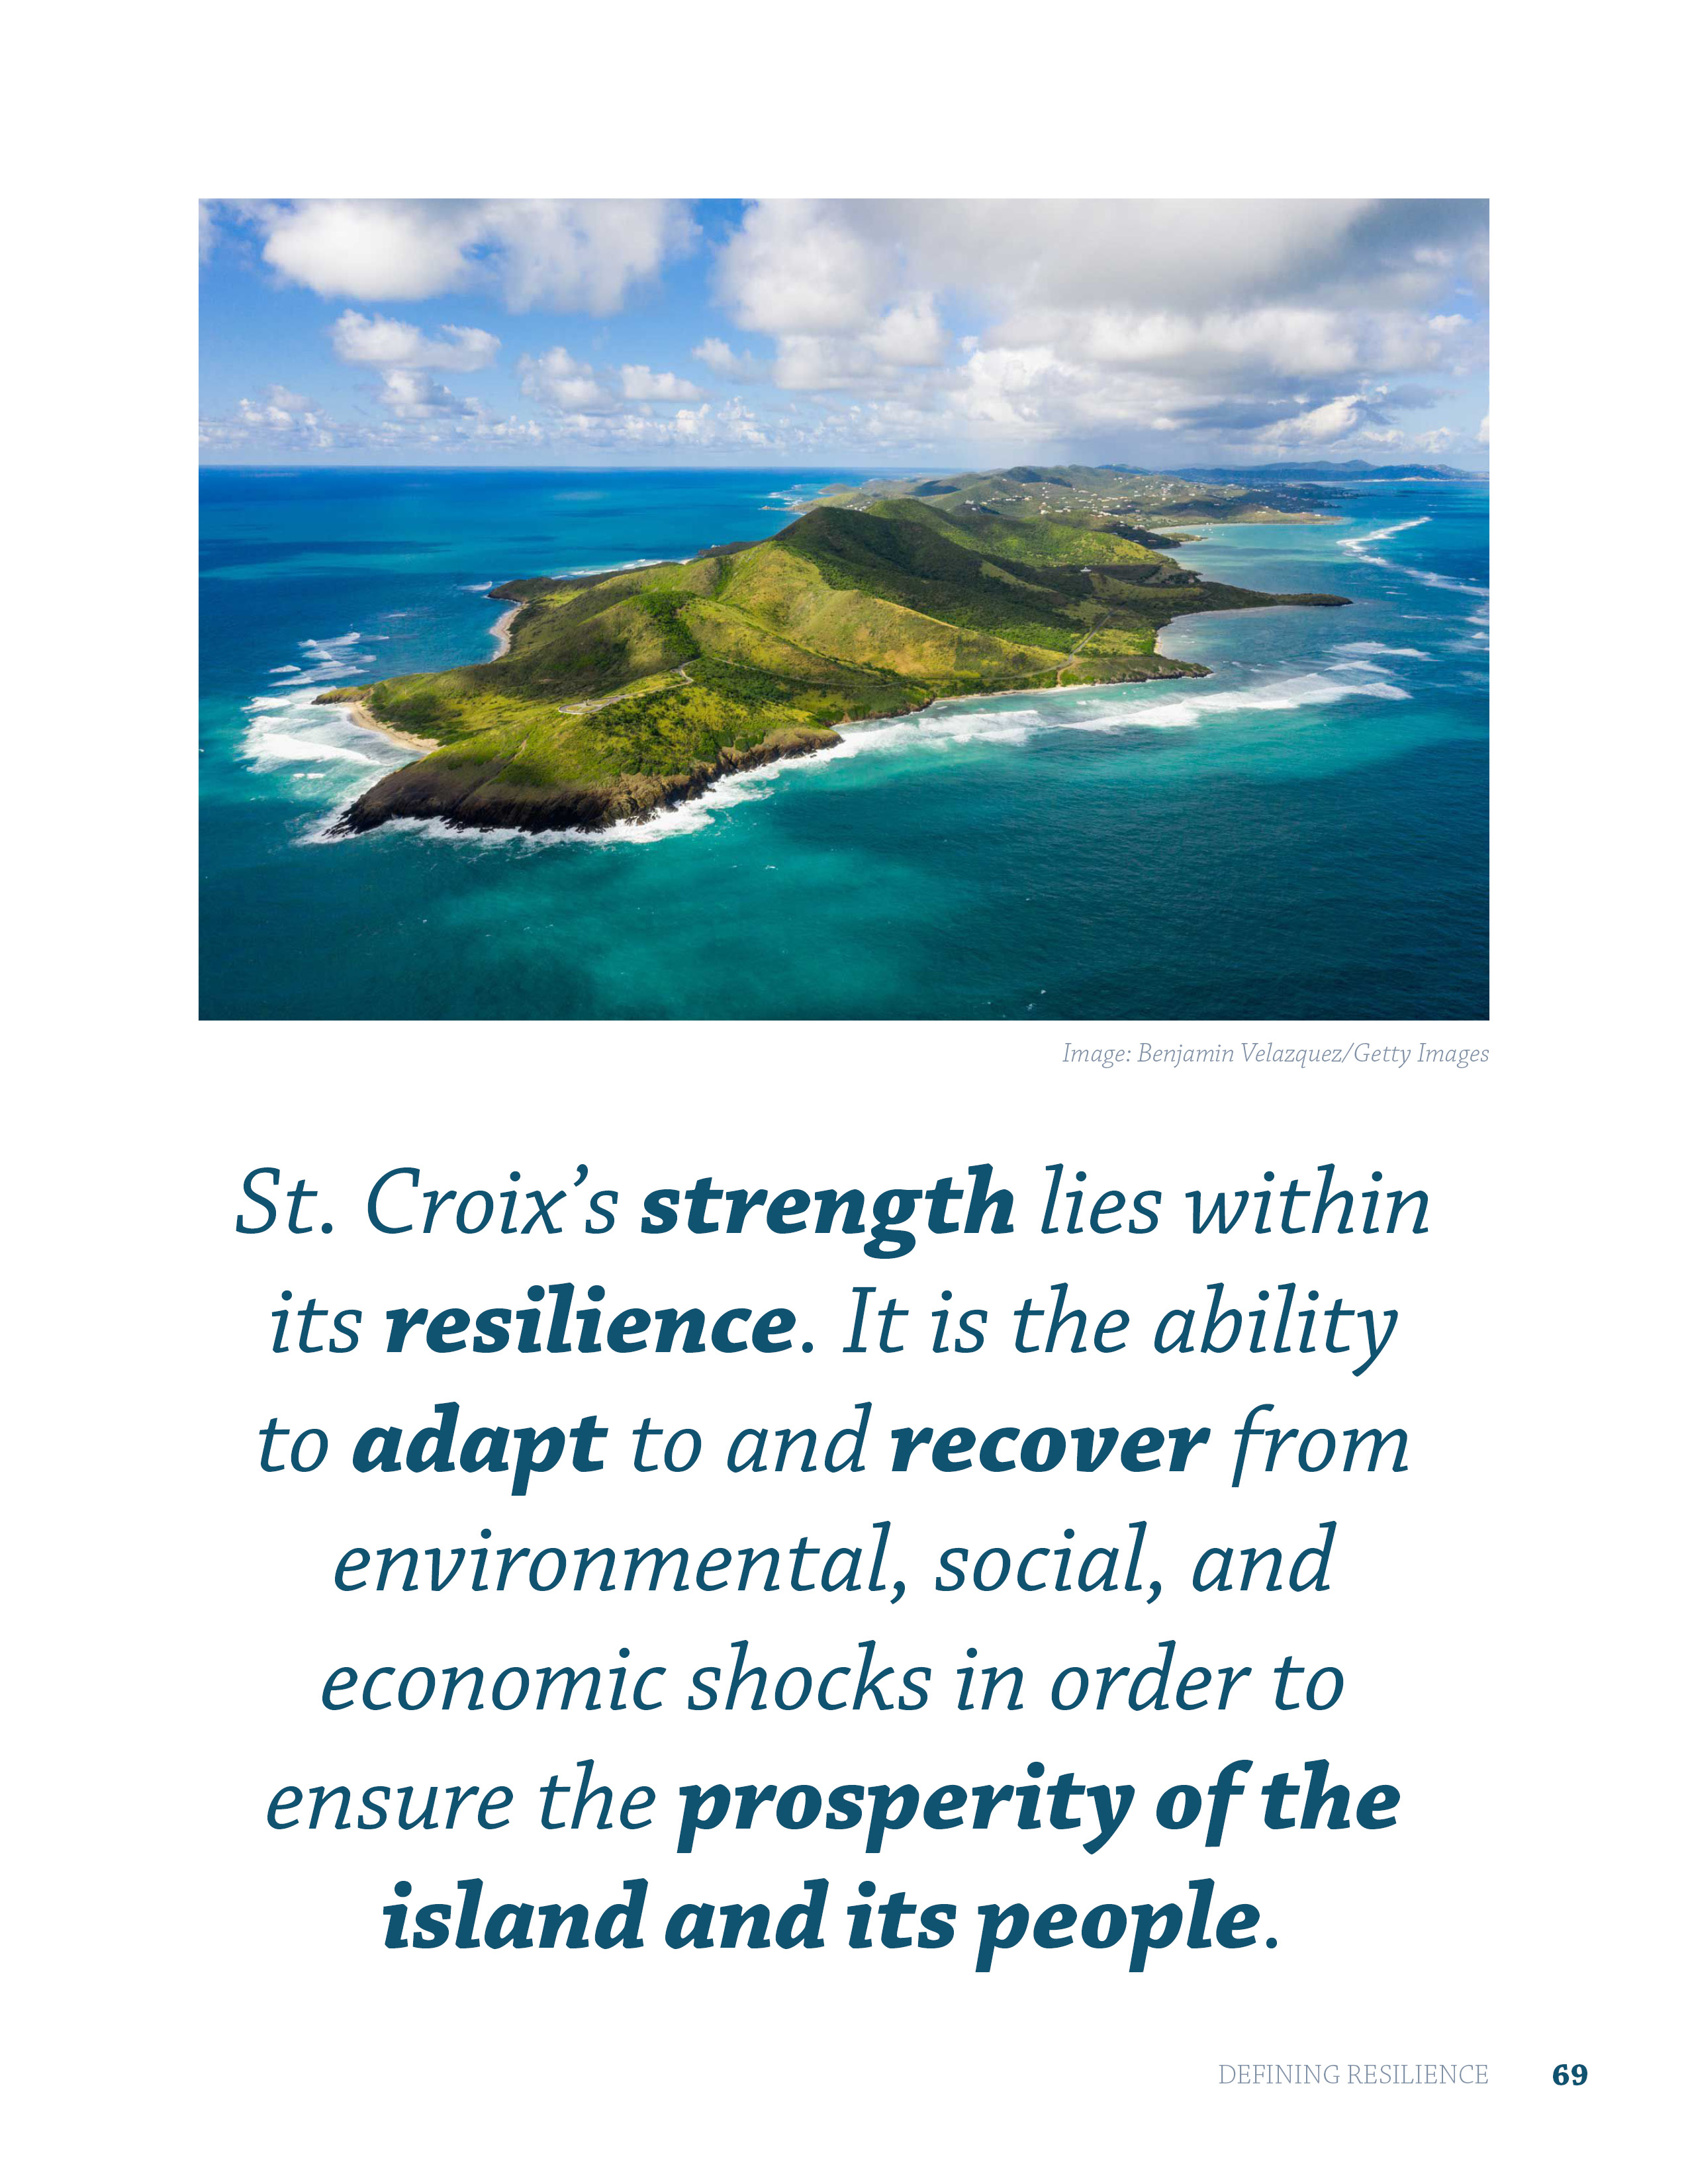 Image: Benjamin Velazquez/Getty Images
St. Croix’s strength lies within
its resilience. It is the ability
to adapt to and recover from
environmental, social, and
economic shocks in order to
ensure the prosperity of the
island and its people.
DEFINING RESILIENCE 69